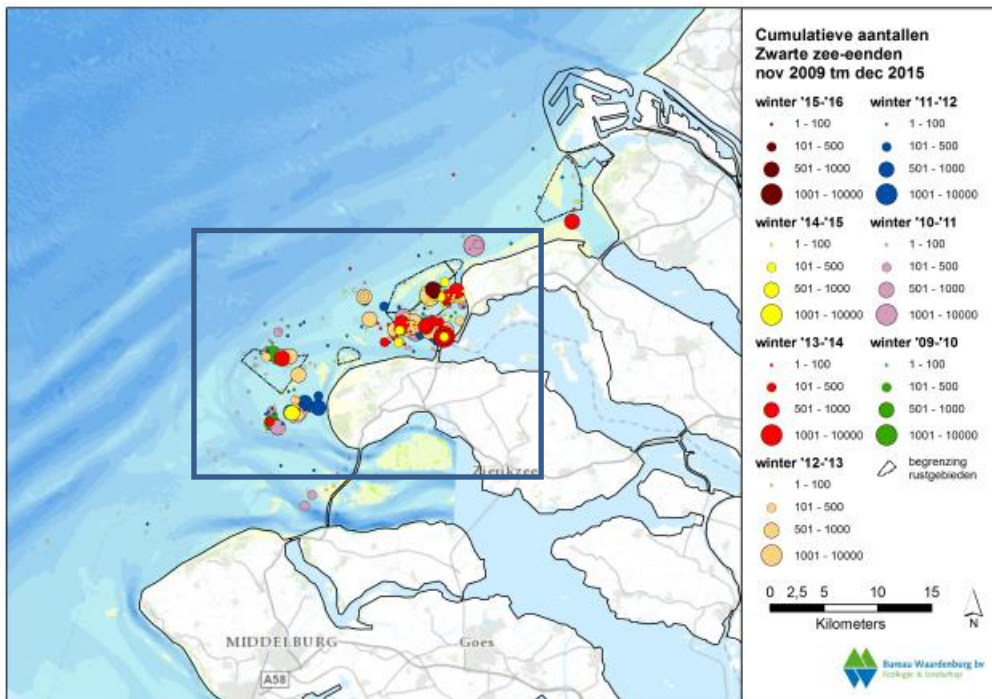 Cumulatieve aantallen
Zwarte zee-eenden
nov 2009 tm dec 2015
winter '15-'16
1 - 100
101 - 500
501 - 1000
1001 - 10000
winter '11-'12
1 - 100
101 - 500
501 - 1000
1001 - 10000
winter '14-'15
1 - 100
101 - 500
501 - 1000
1001 - 10000
winter '10-'11
1 - 100
101 - 500
501 - 1000
1001 - 10000
winter '13-'14
1 - 100
101 - 500
501 - 1000
1001 - 10000
winter '09-'10
1 - 100
101 - 500
501 - 1000
1001 - 10000
winter '12-'13
1 - 100
101 - 500
501 - 1000
1001 - 10000
begrenzing
rustgebieden
0 2,5 5 10 15
Kilometers
N
Bureau Waardenburg bv
Ecologie & landschap
Zierikzee
MIDDELBURG
Goes
A58